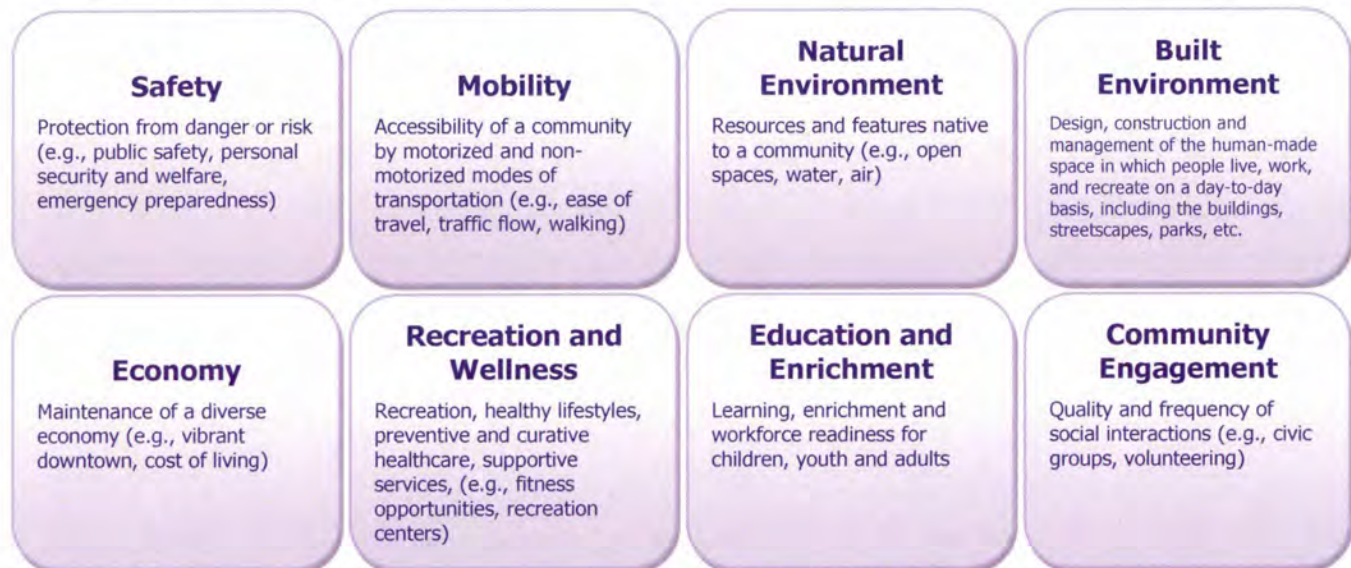 Safety
Protection from danger or risk
(e.g., public safety, personal
security and welfare,
emergency preparedness)
Mobility
Accessibility of a community
by motorized and non-
motorized modes of
transportation (e.g., ease of
travel, traffic flow, walking)
Natural
Environment
Resources and features native
to a community (e.g., open
spaces, water, air)
Built
Environment
Design, construction and
management of the human-made
space in which people live, work,
and recreate on a day-to-day
basis, including the buildings,
streetscapes, parks, etc.
Economy
Maintenance of a diverse
economy (e.g., vibrant
downtown, cost of living)
Recreation and
Wellness
Recreation, healthy lifestyles,
preventive and curative
healthcare, supportive
services, (e.g., fitness
opportunities, recreation
centers)
Education and
Enrichment
Learning, enrichment and
workforce readiness for
children, youth and adults
Community
Engagement
Quality and frequency of
social interactions (e.g., civic
groups, volunteering)